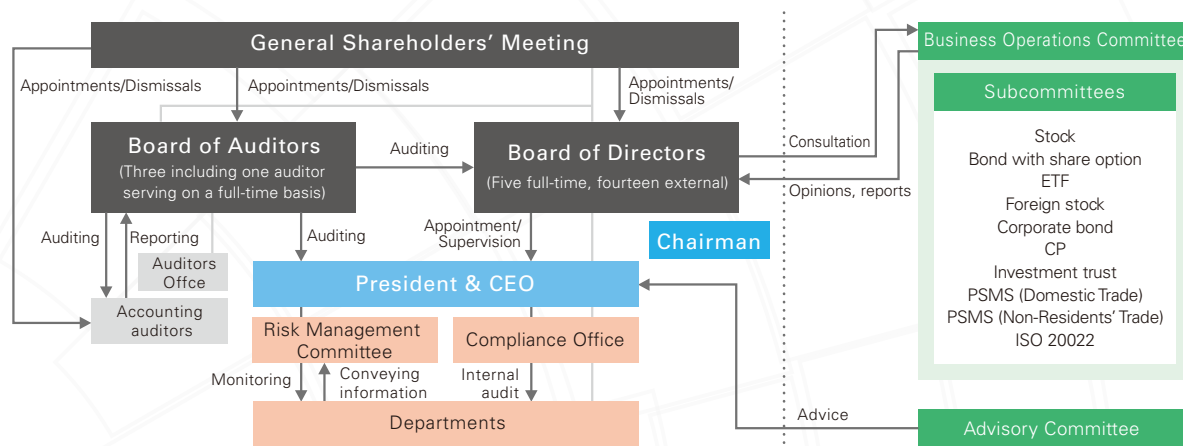 General Shareholders' Meeting
Business Operations Committee
Appointments/Dismissals
Appointments/Dismissals
Appointments/
Dismissals
Subcommittees
Stock
Bond with share option
ETF
Foreign stock
Corporate bond
CP
Investment trust
PSMS (Domestic Trade)
PSMS (Non-Residents' Trade)
ISO 20022
Board of Auditors
(Three including one auditor
serving on a full-time basis)
Auditing
Board of Directors
(Five full-time, fourteen external)
Consultation
Opinions, reports
Auditing
Reporting
Auditing
Appointment/
Supervision
Chairman
Auditors
Offce
President & CEO
Accounting
auditors
Risk Management
Committee
Compliance Office
Monitoring
Conveying
information
Internal
audit
Departments
Advice
Advisory Committee